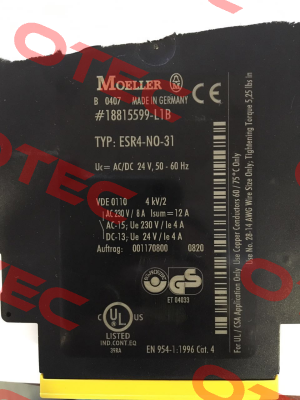 MOELLER
B 0407 MADE IN GERMANY
#18815599-L1B
CE
TYP: ESR4-NO-31
Uc= AC/DC 24 V, 50 - 60 Hz
VDE 0110 4 kV/2
AC 230 V / 8 A Isum= 12 A
AC-15; Ue 230 V / Ie 4 A
DC-13; Ue 24 V / Ie 4 A
Auftrag: 001170800 0820
GS
ET 04033
C UL US
LISTED
IND.CONT.EQ
EN 954-1:1996 Cat. 4
For UL / CSA Application Only Use Copper Conductors 60 / 75°C Only
Use No. 28-14 AWG Wire Size Only, Tightening Torque 5,25 lbs in